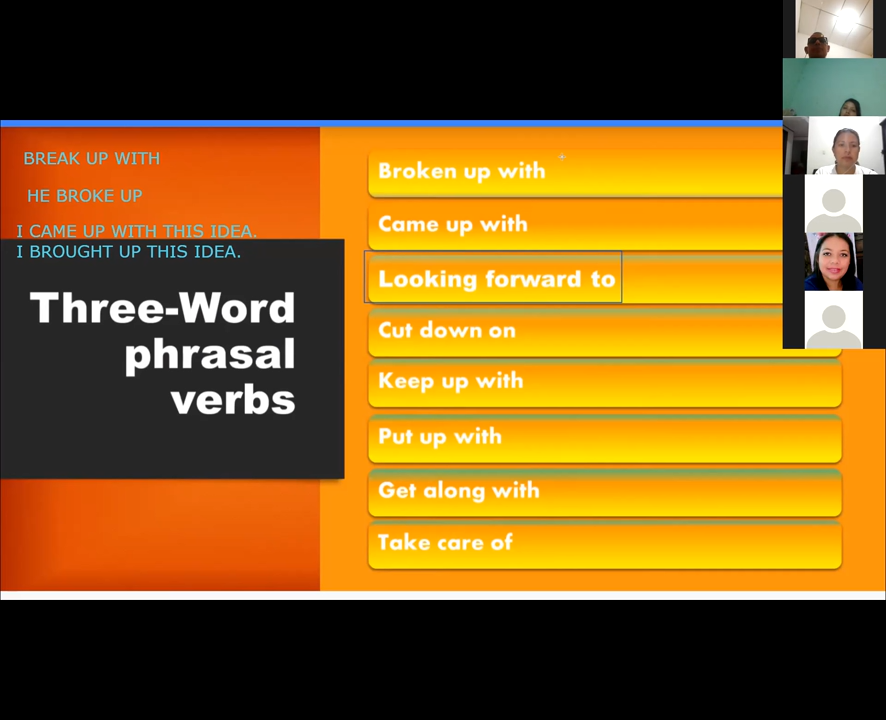 BREAK UP WITH
HE BROKE UP
I CAME UP WITH THIS IDEA.
I BROUGHT UP THIS IDEA.
Three-Word
phrasal
verbs
Broken up with
Came up with
Looking forward to
Cut down on
Keep up with
Put up with
Get along with
Take care of